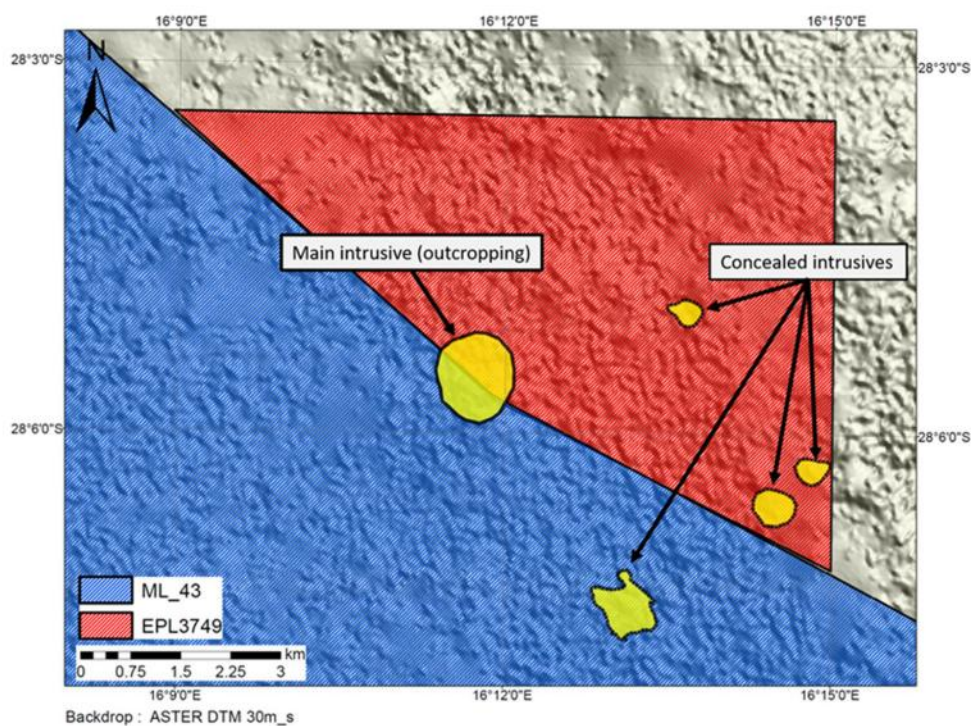 16°9'0"E
16°12'0"E
16°15'0"E
28°3'0"S
28°3'0"S
N
Main intrusive (outcropping)
Concealed intrusives
28°6'0"S
28°6'0"S
ML_43
EPL3749
km
0 0.75 1.5 2.25 3
16°9'0"E
16°12'0"E
16°15'0"E
Backdrop : ASTER DTM 30m_s